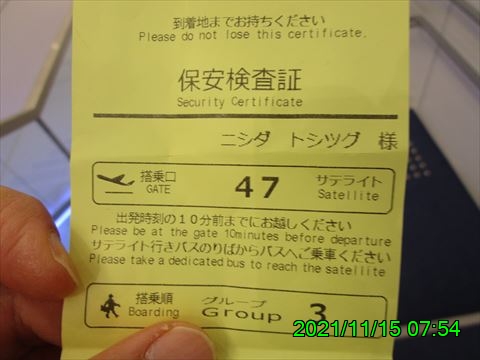 到着地までお持ちください
Please do not lose this certificate.
保安検査証
Security Certificate
ニシダ トシツグ 様
搭乗口 47 サテライト
GATE Satellite
出発時刻の10分前までにお越しください
Please be at the gate 10minutes before departure
サテライト行きバスのりばからバスへご乗車ください
Please take a dedicated bus to reach the satellite
搭乗順 グループ 3
Boarding Group
2021/11/15 07:54